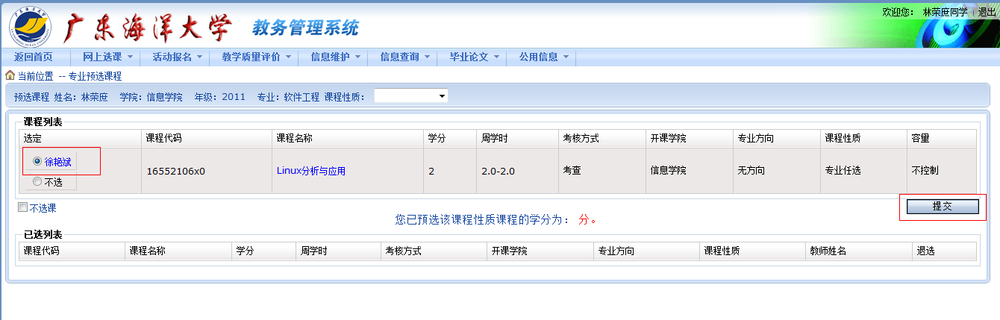 广东海洋大学 教务管理系统 欢迎您： 林荣庶同学 | 退出
返回首页 网上选课 活动报名 教学质量评价 信息维护 信息查询 毕业论文 公用信息
当前位置 -- 专业预选课程
预选课程 姓名：林荣庶 学院：信息学院 年级：2011 专业：软件工程 课程性质：
课程列表
选定 课程代码 课程名称 学分 周学时 考核方式 开课学院 专业方向 课程性质 容量
徐艳斌 16552106x0 Linux分析与应用 2 2.0-2.0 考查 信息学院 无方向 专业任选 不控制
不选
不选课 提交
您已预选该课程性质课程的学分为： 分。
已选列表
课程代码 课程名称 学分 周学时 考核方式 开课学院 专业方向 课程性质 教师姓名 退选